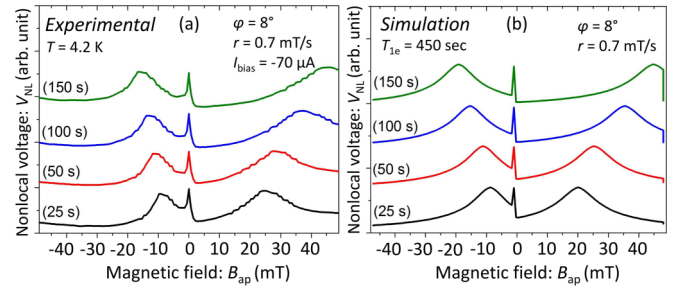 Experimental
(a)
φ = 8°
T = 4.2 K
r = 0.7 mT/s
I_bias = -70 μA
(150 s)
(100 s)
(50 s)
(25 s)
Nonlocal voltage: V_NL (arb. unit)
-40 -30 -20 -10 0 10 20 30 40
Magnetic field: B_ap (mT)
Simulation
(b)
φ = 8°
T_1e = 450 sec
r = 0.7 mT/s
(150 s)
(100 s)
(50 s)
(25 s)
Nonlocal voltage: V_NL (arb. unit)
-40 -30 -20 -10 0 10 20 30 40
Magnetic field: B_ap (mT)